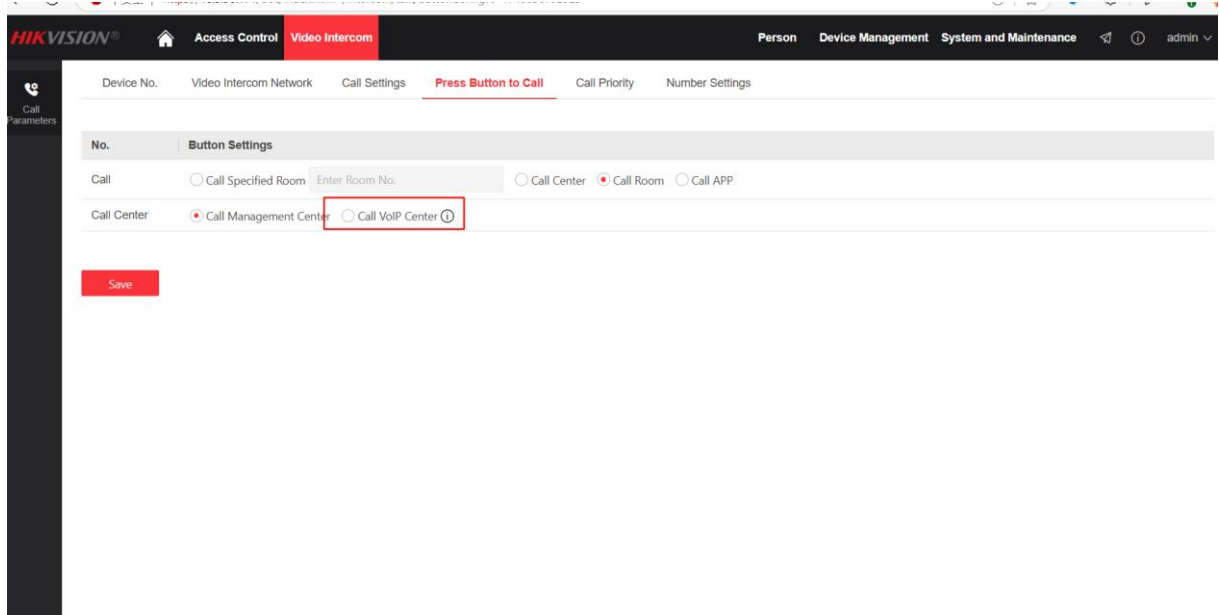 HIKVISION® Access Control Video Intercom Person Device Management System and Maintenance admin
Call Parameters
Device No. Video Intercom Network Call Settings Press Button to Call Call Priority Number Settings
No. Button Settings
Call Call Specified Room Enter Room No. Call Center Call Room Call APP
Call Center Call Management Center Call VoIP Center
Save